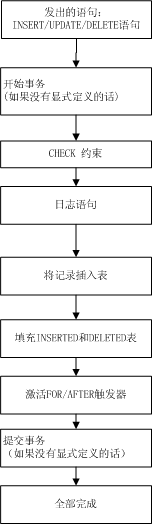 发出的语句:
INSERT/UPDATE/DELETE语句
开始事务
(如果没有显式定义的话)
CHECK 约束
日志语句
将记录插入表
填充INSERTED和DELETED表
激活FOR/AFTER触发器
提交事务
(如果没有显式定义的话)
全部完成